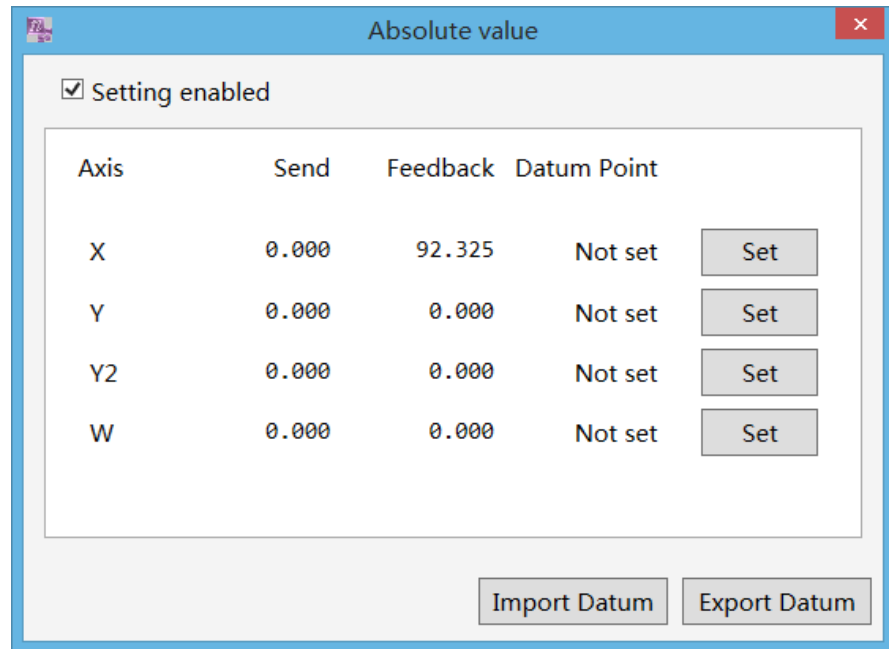 Absolute value
Setting enabled
Axis Send Feedback Datum Point
X 0.000 92.325 Not set Set
Y 0.000 0.000 Not set Set
Y2 0.000 0.000 Not set Set
W 0.000 0.000 Not set Set
Import Datum Export Datum